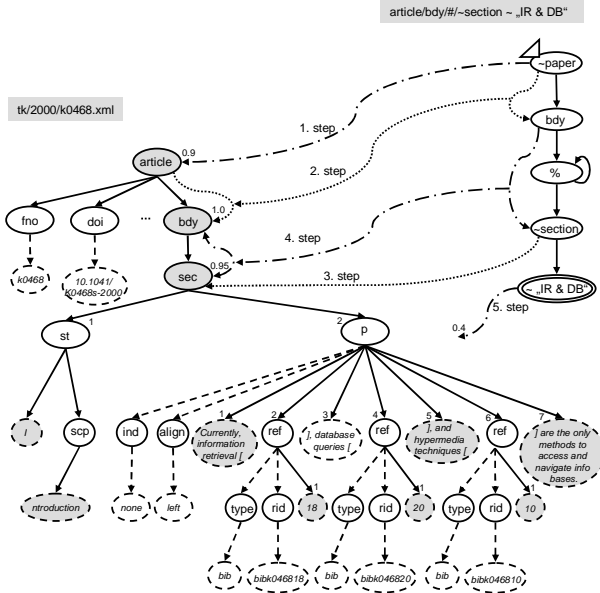 article/bdy/#/~section ~ „IR & DB“
~paper
tk/2000/k0468.xml
bdy
1. step
0.9
article
2. step
%
fno
doi
...
bdy
1.0
4. step
~section
0.95
sec
3. step
k0468
10.1041/
K0468s-2000
~ „IR & DB“
5. step
0.4
1
st
2
p
I
scp
ind
align
1
Currently,
information
retrieval [
2
ref
3
], database
queries [
4
ref
5
], and
hypermedia
techniques [
6
ref
7
] are the only
methods to
access and
navigate info
bases.
ntroduction
none
left
type
rid
1
18
type
rid
1
20
type
rid
1
10
bib
bibk046818
bib
bibk046820
bib
bibk046810